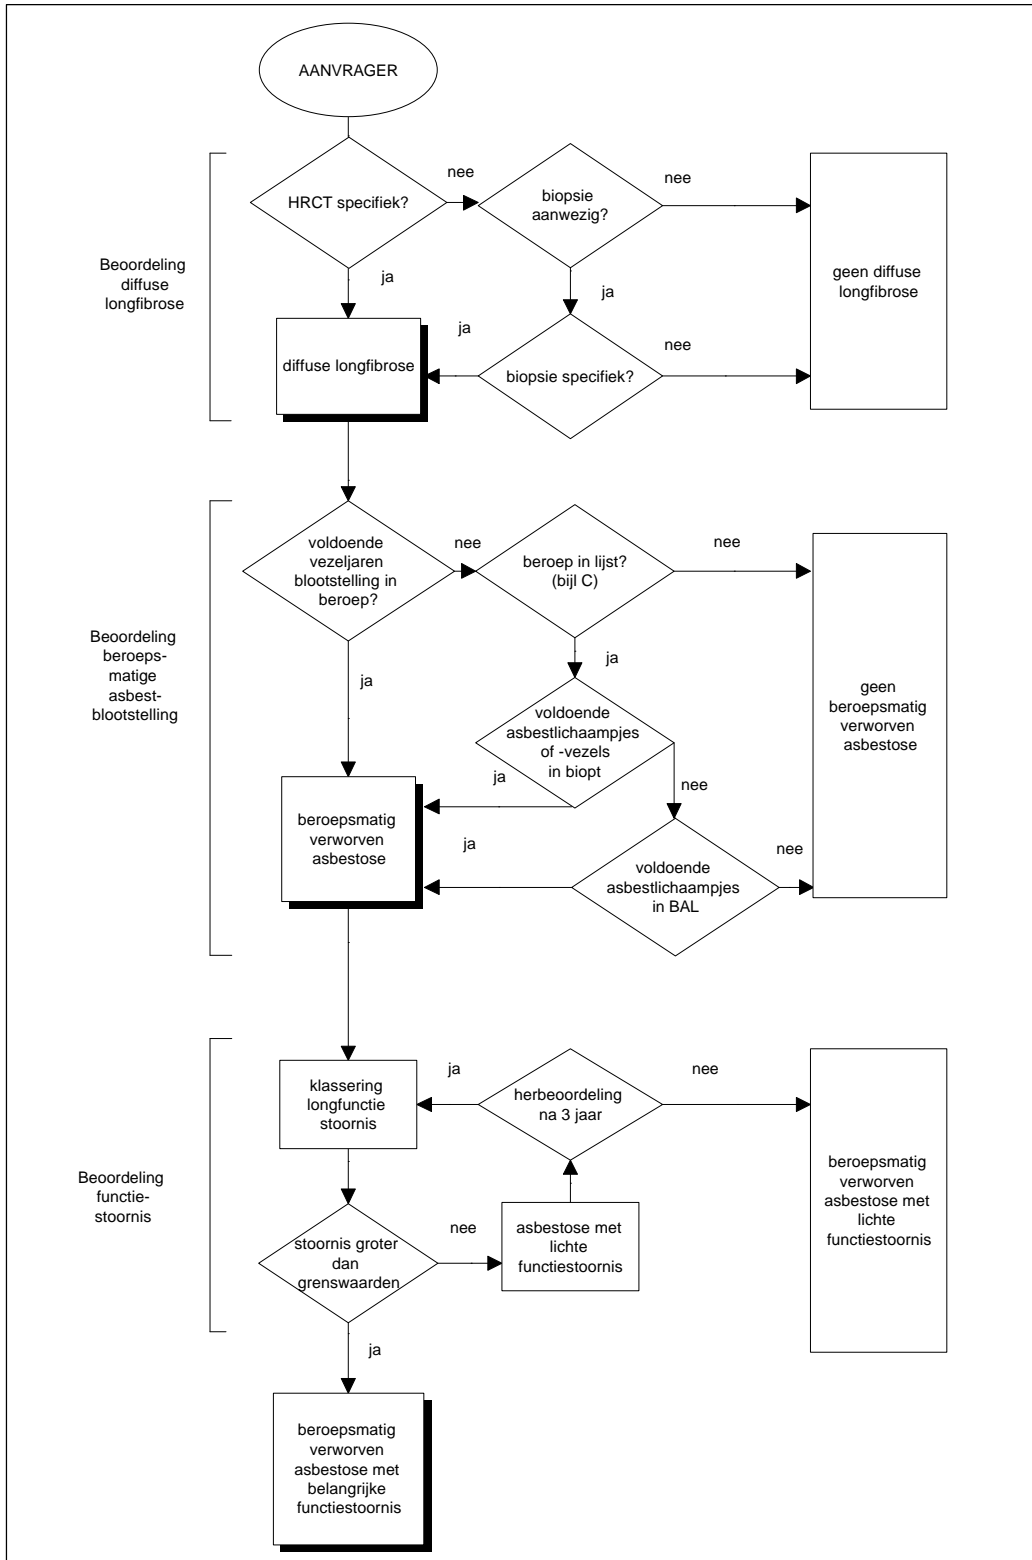 AANVRAGER
nee
nee
HRCT specifiek?
biopsie
aanwezig?
Beoordeling
diffuse
longfibrose
ja
ja
geen diffuse
longfibrose
ja
nee
diffuse longfibrose
biopsie specifiek?
voldoende
vezeljaren
blootstelling in
beroep?
nee
beroep in lijst?
(bijl C)
nee
Beoordeling
beroeps-
matige
asbest-
blootstelling
ja
ja
geen
beroepsmatig
verworven
asbestose
voldoende
asbestlichaampjes
of -vezels
in biopt
ja
nee
beroepsmatig
verworven
asbestose
ja
nee
voldoende
asbestlichaampjes
in BAL
klassering
longfunctie
stoornis
ja
herbeoordeling
na 3 jaar
nee
Beoordeling
functie-
stoornis
beroepsmatig
verworven
asbestose met
lichte
functiestoornis
nee
asbestose met
lichte
functiestoornis
stoornis groter
dan
grenswaarden
ja
beroepsmatig
verworven
asbestose met
belangrijke
functiestoornis